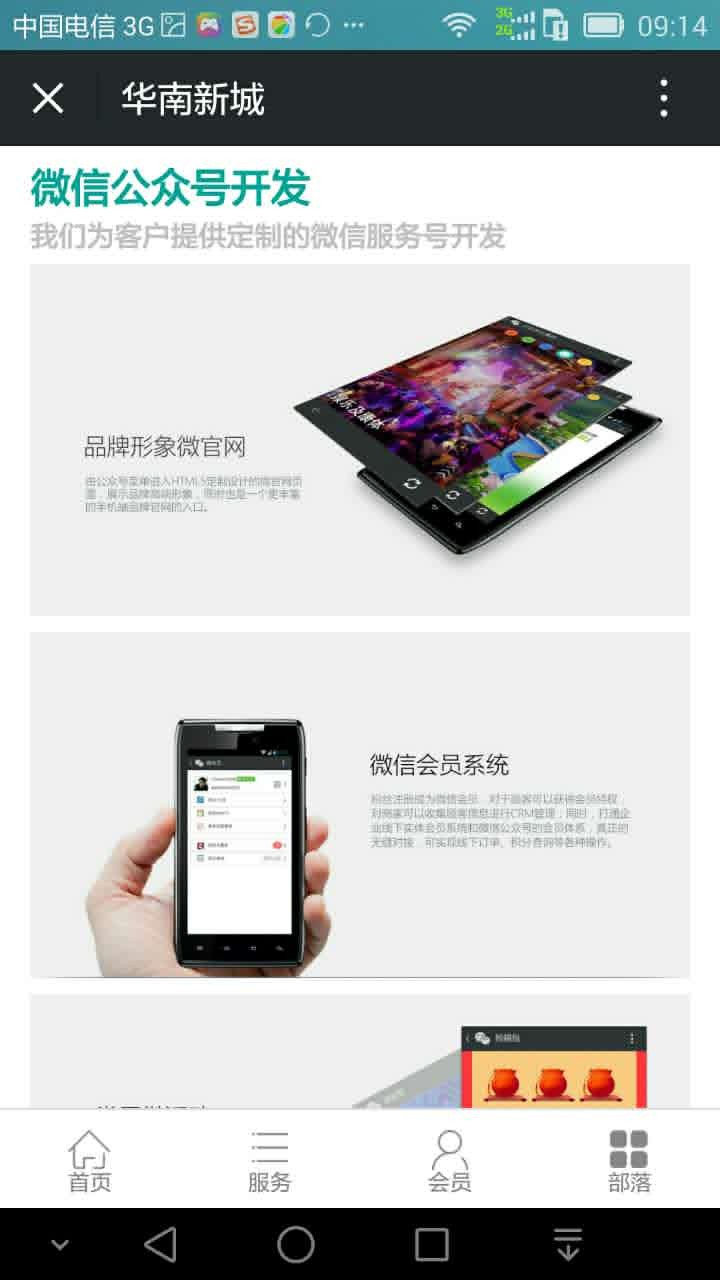 中国电信 3G
3G
2G
09:14
华南新城
微信公众号开发
我们为客户提供定制的微信服务号开发
娱乐及康体
品牌形象微官网
由公众号菜单进入HTML5定制设计的微官网页
面，展示品牌高端形象，同时也是一个更丰富
的手机端品牌官网的入口。
微信会员系统
粉丝注册成为微信会员，对于顾客可以获得会员特权，
对商家可以收集顾客信息进行CRM管理；同时，打通企
业线下实体会员系统和微信公众号的会员体系，真正的
无缝对接，可实现线下订单、积分查询等各种操作。
首页
服务
会员
部落